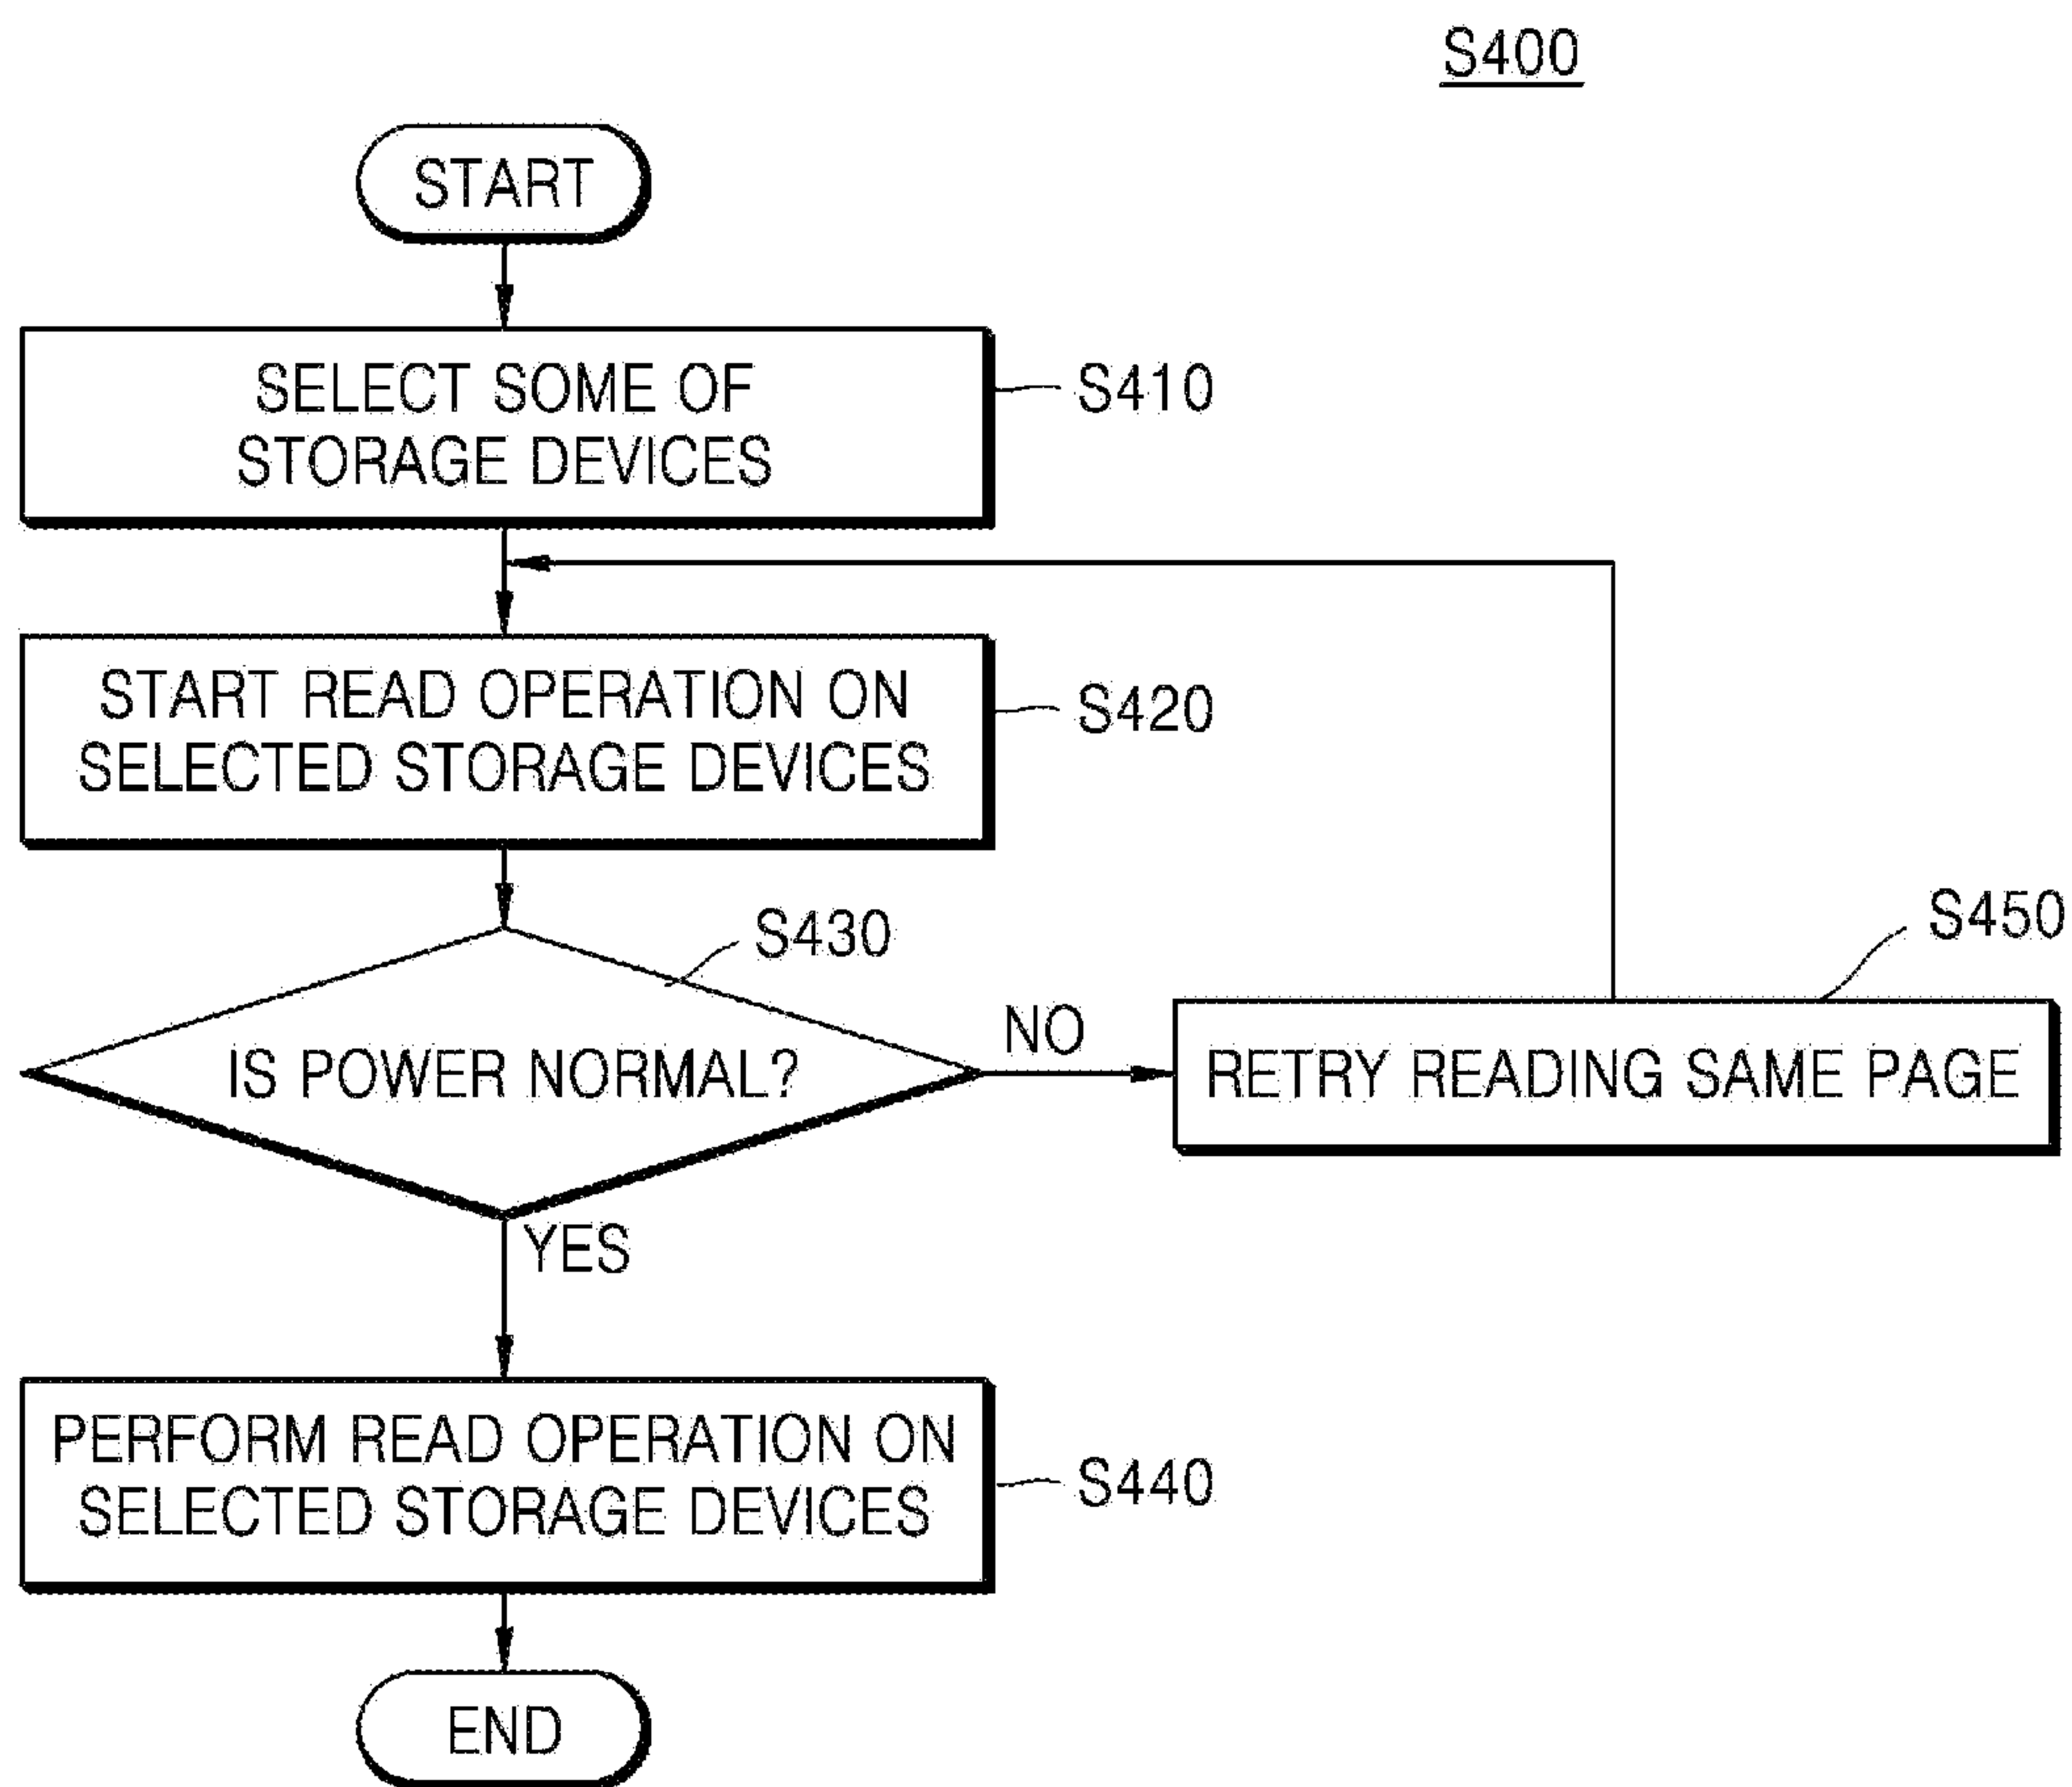 S400
START
SELECT SOME OF
STORAGE DEVICES
S410
START READ OPERATION ON
SELECTED STORAGE DEVICES
S420
S430
IS POWER NORMAL?
NO
S450
RETRY READING SAME PAGE
YES
PERFORM READ OPERATION ON
SELECTED STORAGE DEVICES
S440
END